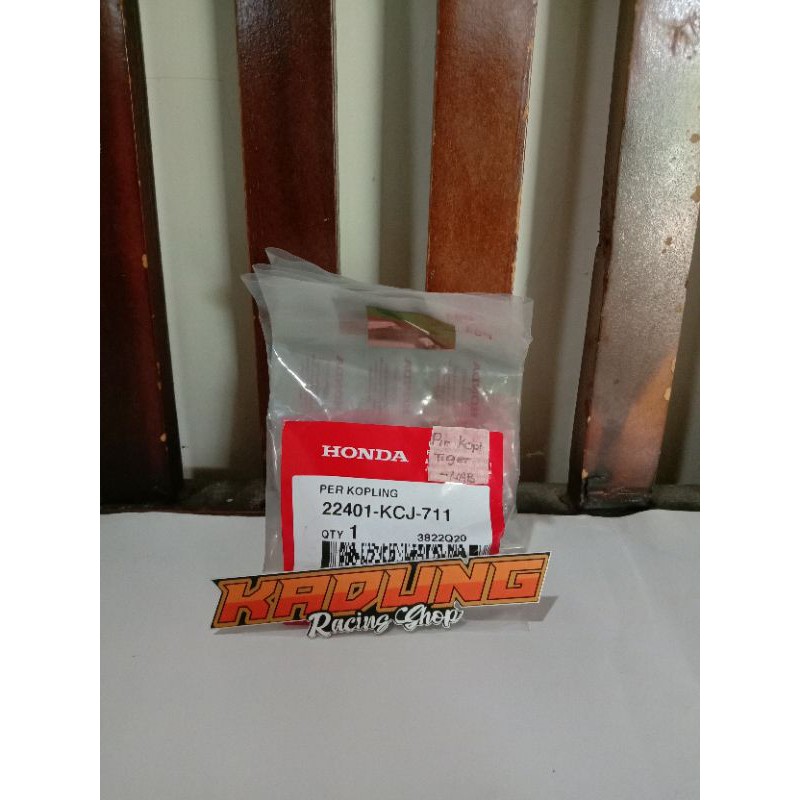 HONDA
Per Kopl
Tiger
PER KOPLING
22401-KCJ-711
QTY 1 3822Q20
KADUNG
Racing Shop